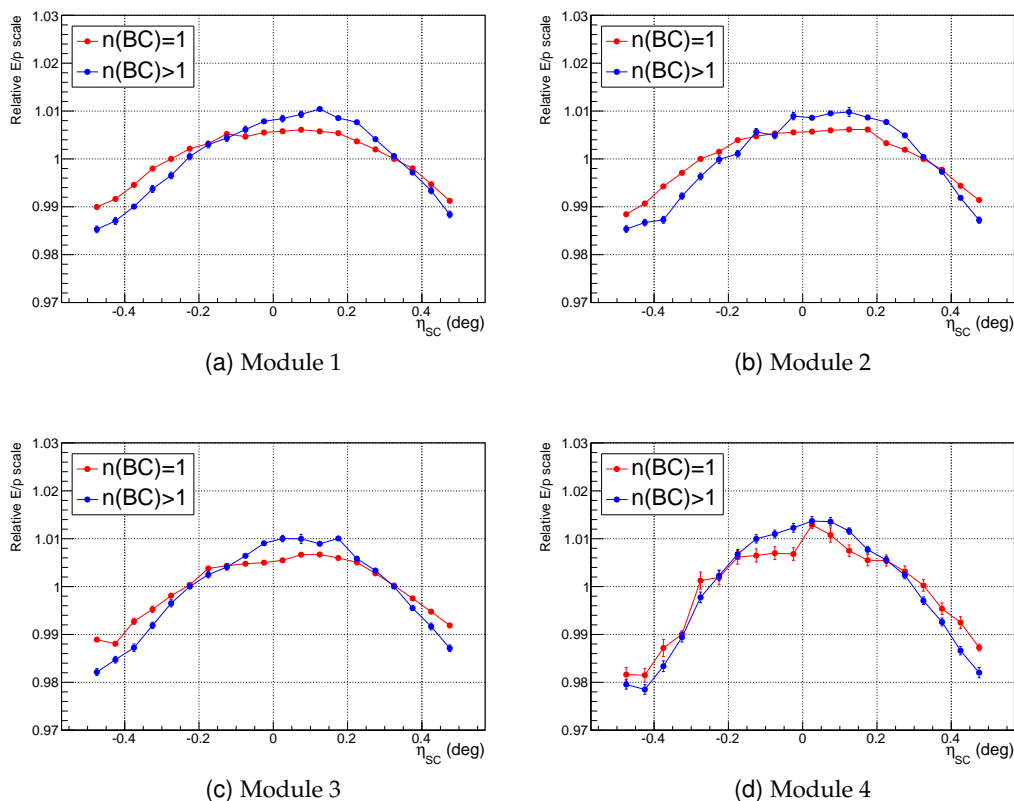 Relative E/p scale
1.03
1.02
1.01
1
0.99
0.98
0.97
n(BC)=1
n(BC)>1
-0.4
-0.2
0
0.2
0.4
η_SC (deg)
(a) Module 1
Relative E/p scale
1.03
1.02
1.01
1
0.99
0.98
0.97
n(BC)=1
n(BC)>1
-0.4
-0.2
0
0.2
0.4
η_SC (deg)
(b) Module 2
Relative E/p scale
1.03
1.02
1.01
1
0.99
0.98
0.97
n(BC)=1
n(BC)>1
-0.4
-0.2
0
0.2
0.4
η_SC (deg)
(c) Module 3
Relative E/p scale
1.03
1.02
1.01
1
0.99
0.98
0.97
n(BC)=1
n(BC)>1
-0.4
-0.2
0
0.2
0.4
η_SC (deg)
(d) Module 4